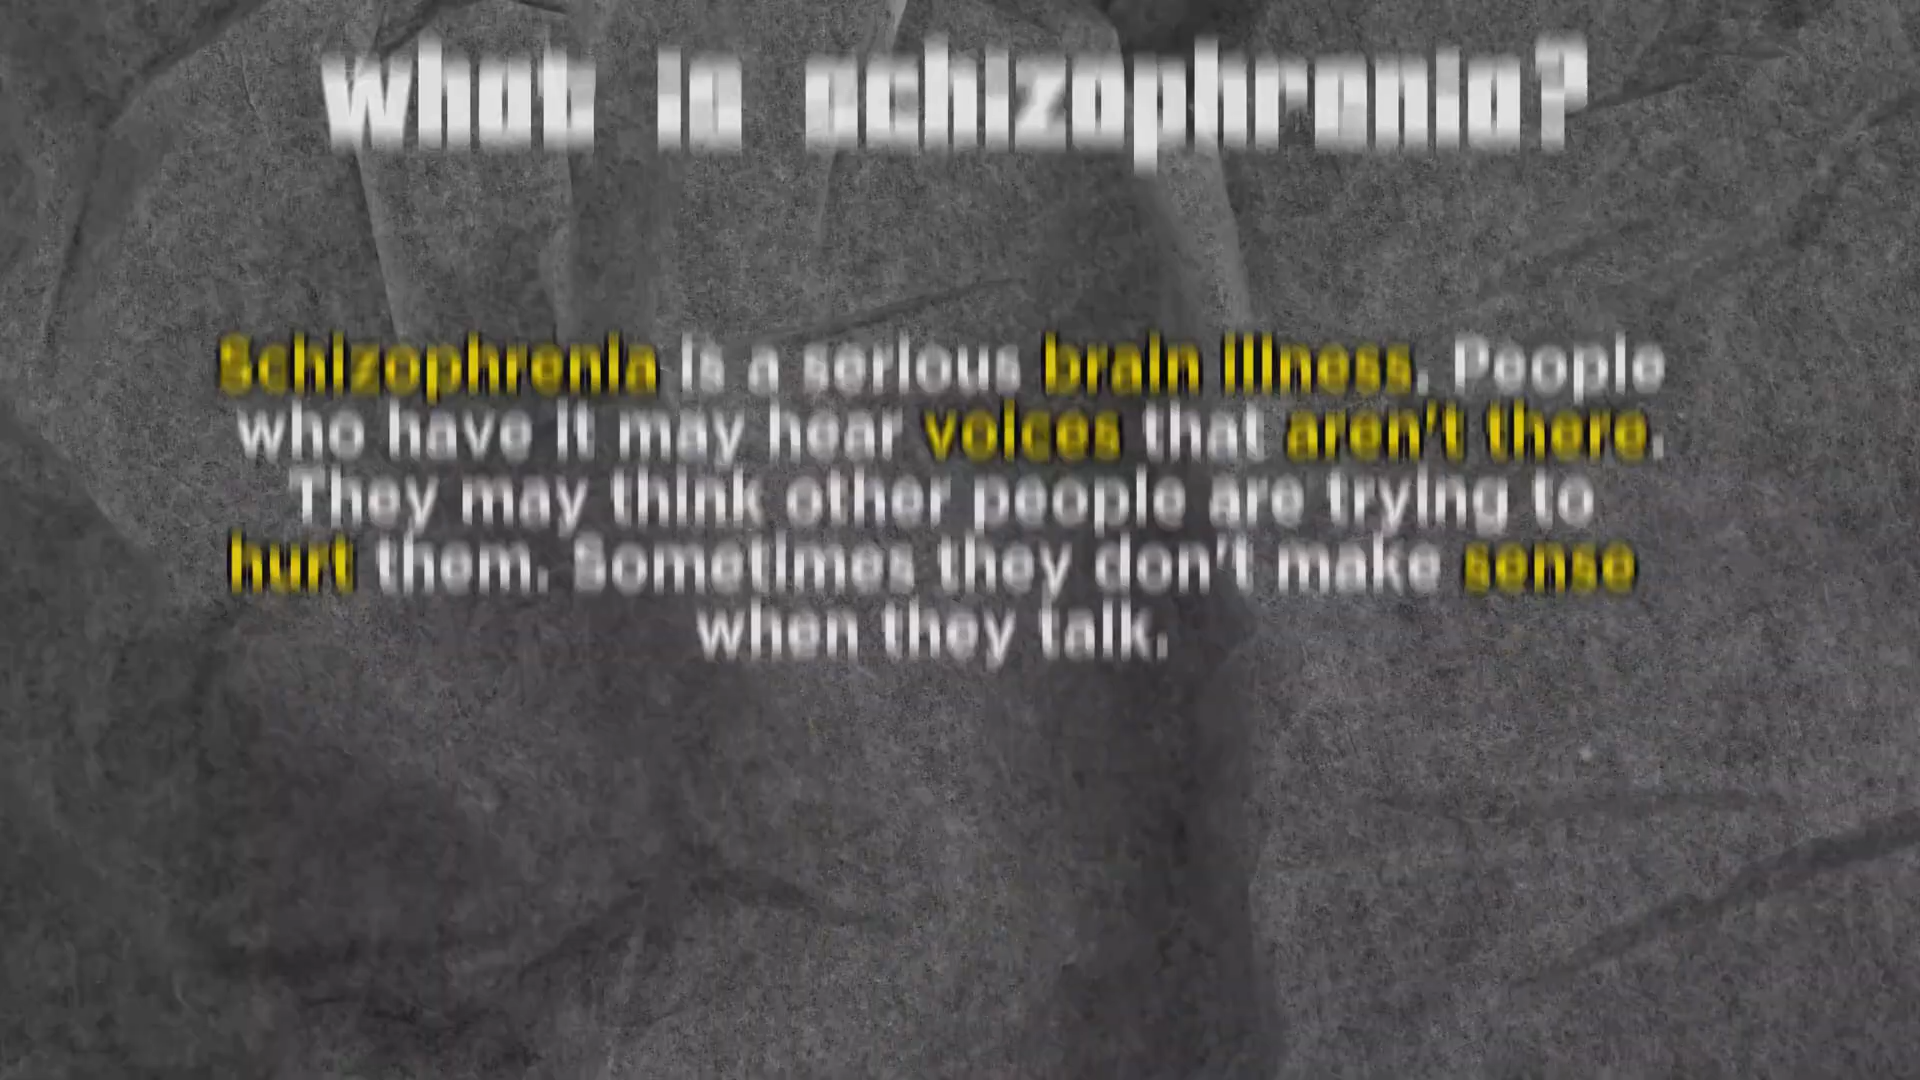 what is schizophrenia?
Schizophrenia is a serious brain illness. People
who have it may hear voices that aren't there.
They may think other people are trying to
hurt them. Sometimes they don't make sense
when they talk.